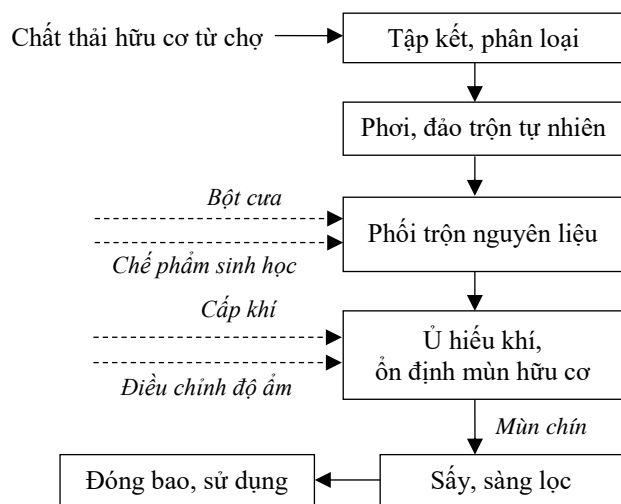 Chất thải hữu cơ từ chợ
Tập kết, phân loại
Phơi, đảo trộn tự nhiên
Bột cưa
Phối trộn nguyên liệu
Chế phẩm sinh học
Cấp khí
Ủ hiếu khí,
ổn định mùn hữu cơ
Điều chỉnh độ ẩm
Mùn chín
Đóng bao, sử dụng
Sấy, sàng lọc